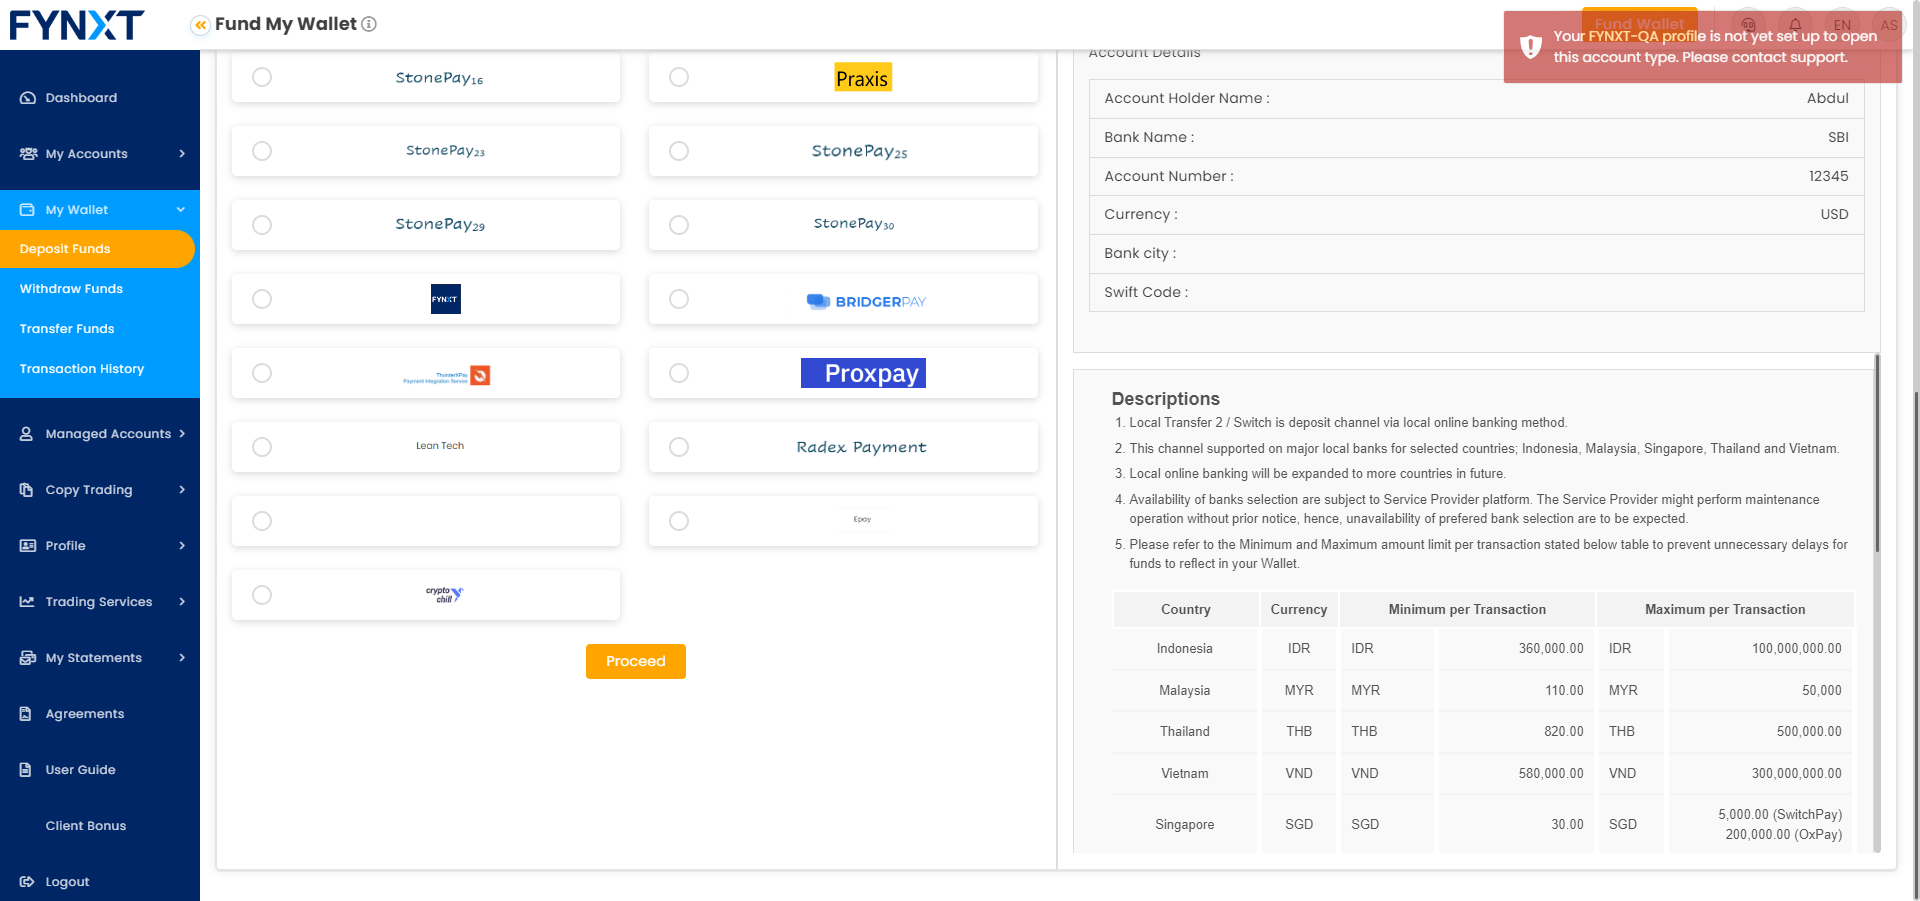 FYNXT
Fund My Wallet
Fund Wallet
EN
AS
Your FYNXT-QA profile is not yet set up to open
this account type. Please contact support.
Dashboard
My Accounts
My Wallet
Deposit Funds
Withdraw Funds
Transfer Funds
Transaction History
Managed Accounts
Copy Trading
Profile
Trading Services
My Statements
Agreements
User Guide
Client Bonus
Logout
StonePay16
Praxis
StonePay23
StonePay25
StonePay29
StonePay30
FYNXT
BRIDGERPAY
ThunderXPay
Payment Integration Service
Proxpay
Lean Tech
Radex Payment
Epay
crypto
chill
Proceed
Account Details
Account Holder Name : Abdul
Bank Name : SBI
Account Number : 12345
Currency : USD
Bank city :
Swift Code :
Descriptions
1. Local Transfer 2 / Switch is deposit channel via local online banking method.
2. This channel supported on major local banks for selected countries; Indonesia, Malaysia, Singapore, Thailand and Vietnam.
3. Local online banking will be expanded to more countries in future.
4. Availability of banks selection are subject to Service Provider platform. The Service Provider might perform maintenance
operation without prior notice, hence, unavailability of prefered bank selection are to be expected.
5. Please refer to the Minimum and Maximum amount limit per transaction stated below table to prevent unnecessary delays for
funds to reflect in your Wallet.
Country Currency Minimum per Transaction Maximum per Transaction
Indonesia IDR IDR 360,000.00 IDR 100,000,000.00
Malaysia MYR MYR 110.00 MYR 50,000
Thailand THB THB 820.00 THB 500,000.00
Vietnam VND VND 580,000.00 VND 300,000,000.00
Singapore SGD SGD 30.00 SGD 5,000.00 (SwitchPay)
200,000.00 (OxPay)